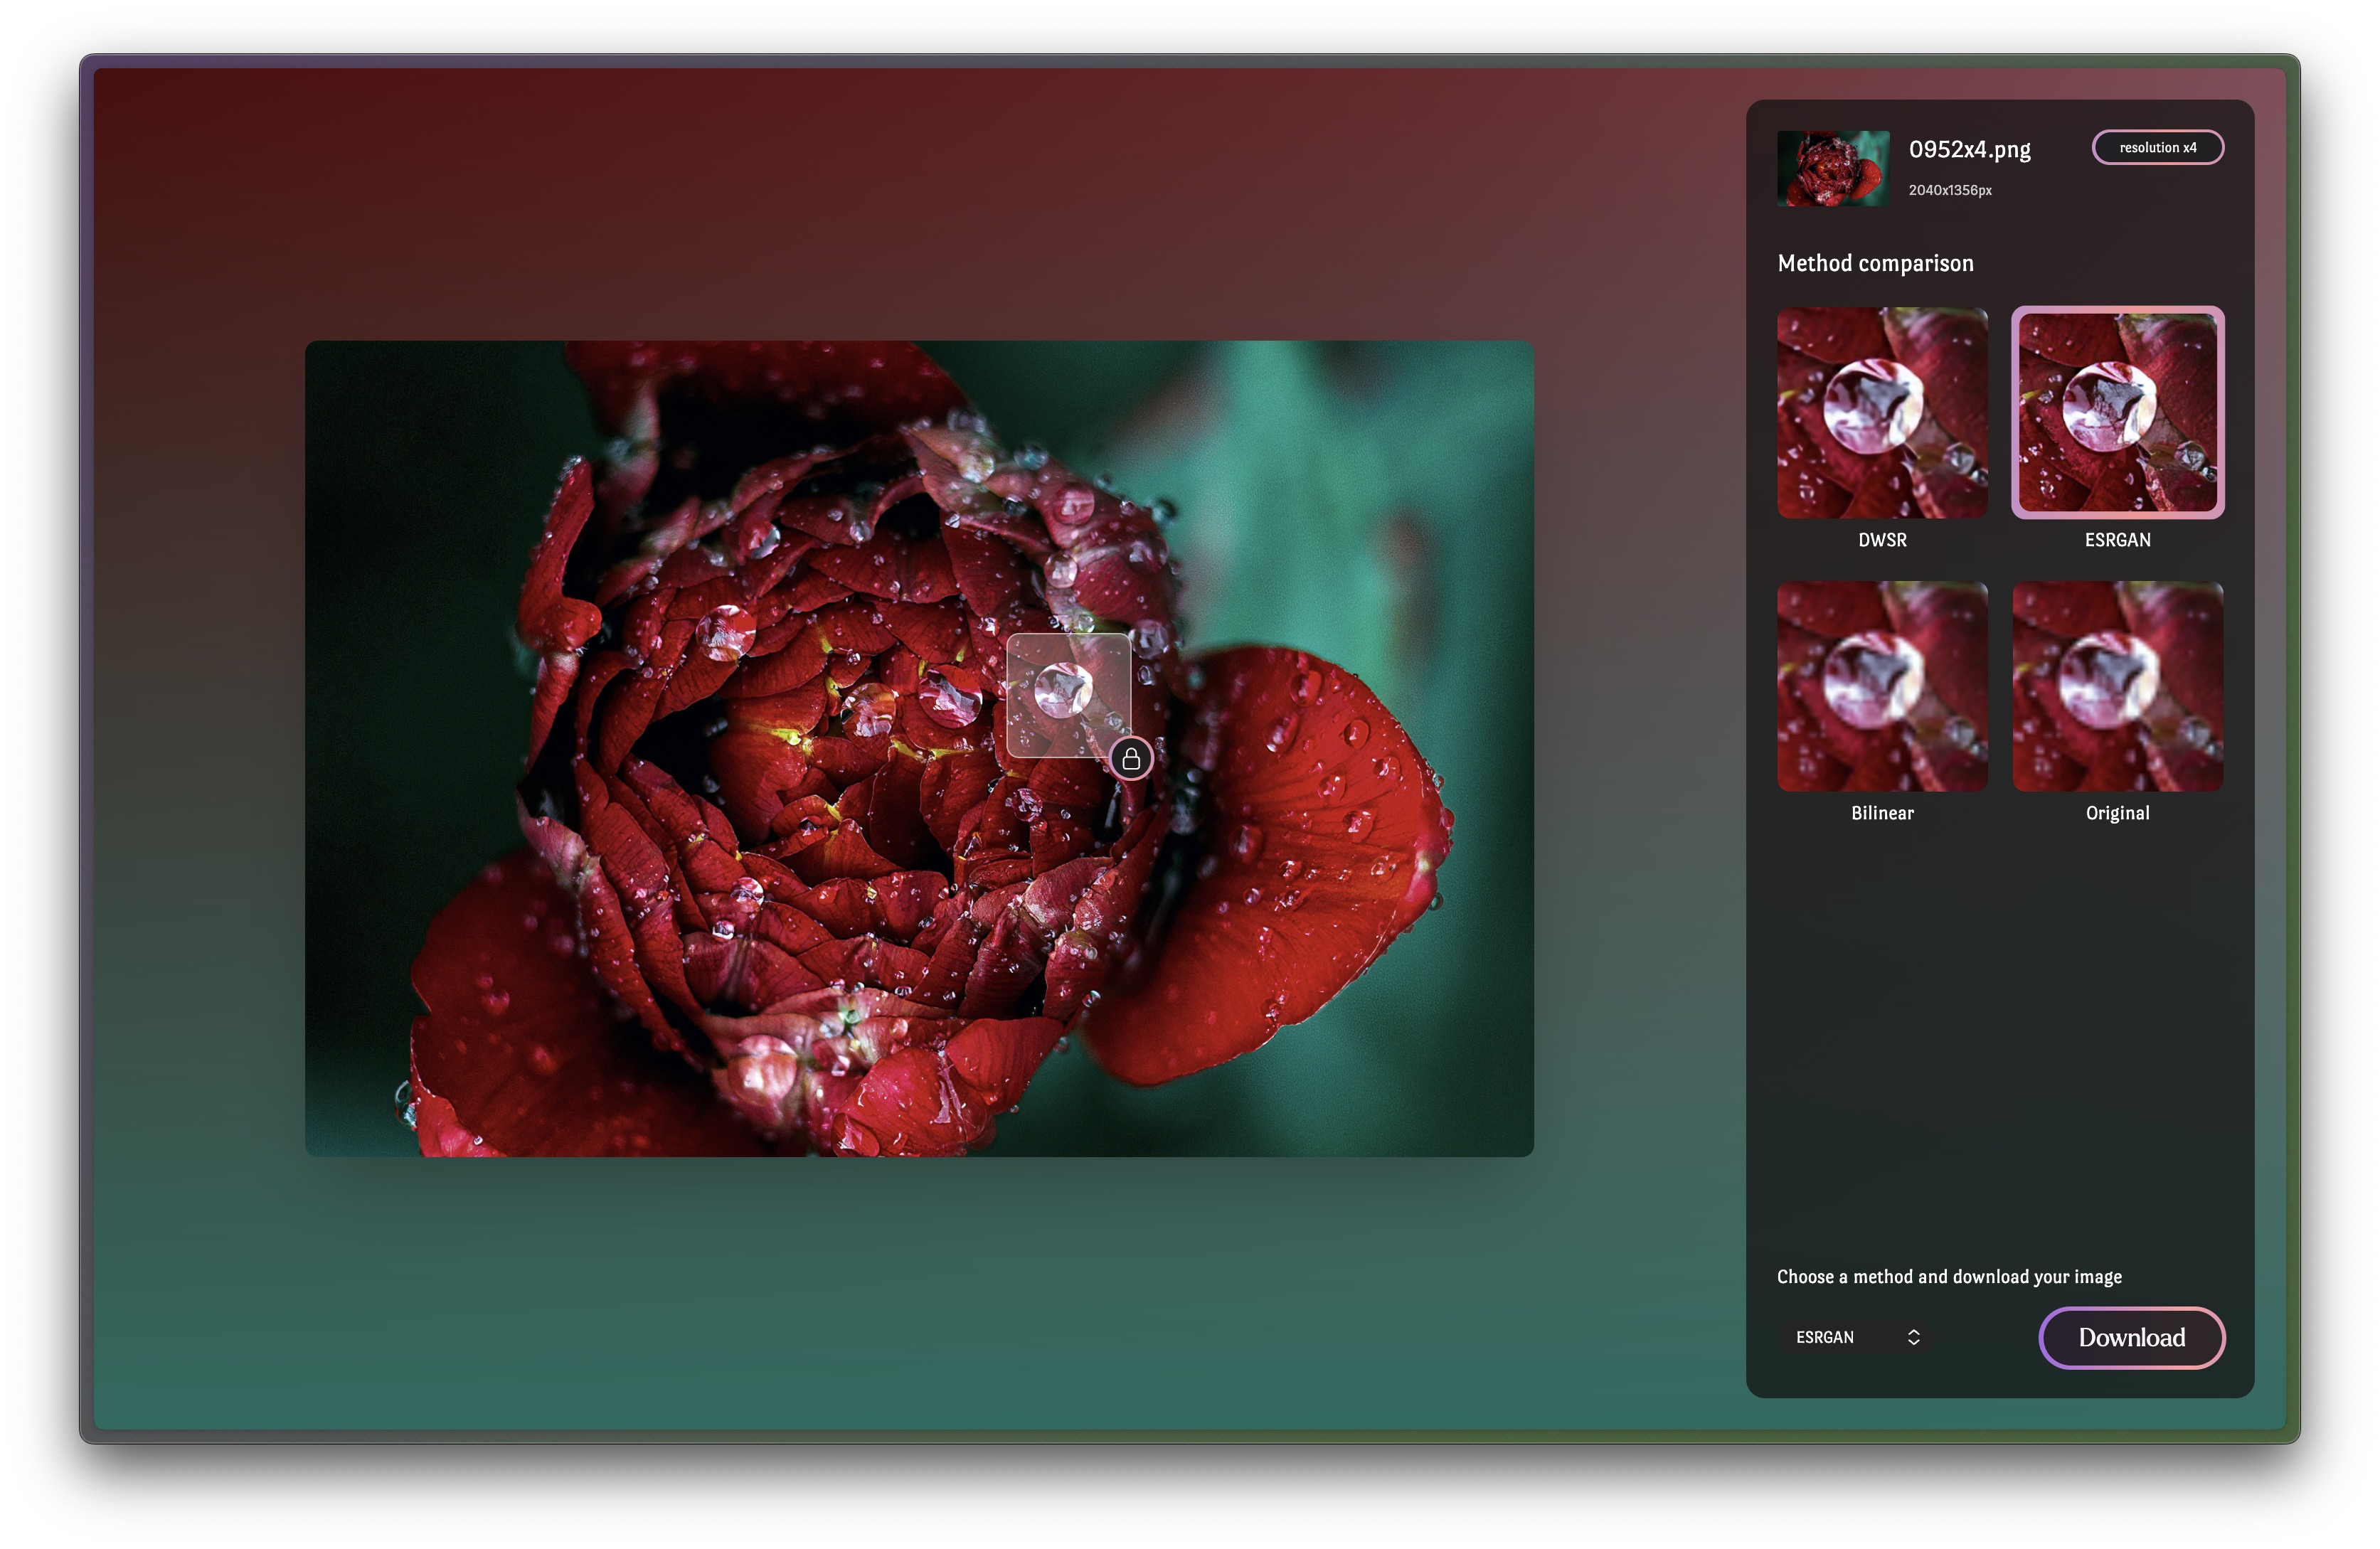 0952x4.png
resolution x4
2040x1356px
Method comparison
DWSR
ESRGAN
Bilinear
Original
Choose a method and download your image
ESRGAN
Download